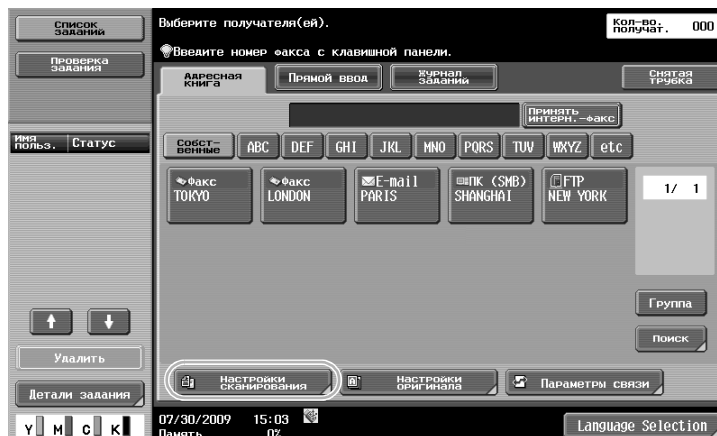 Список
заданий
Проверка
задания
Имя
польз.
Статус
Удалить
Детали задания
Y M C K
Выберите получателя(ей).
Кол-во.
получат.
000
Введите номер факса с клавишной панели.
Адресная
книга
Прямой ввод
Журнал
заданий
Снятая
трубка
Принять
интерн.-факс
Собст-
венные
ABC DEF GHI JKL MNO PQRS TUV WXYZ etc
Факс
TOKYO
Факс
LONDON
E-mail
PARIS
ПК (SMB)
SHANGHAI
FTP
NEW YORK
1/ 1
Группа
Поиск
Настройки
сканирования
Настройки
оригинала
Параметры связи
07/30/2009 15:03
Память 0%
Language Selection